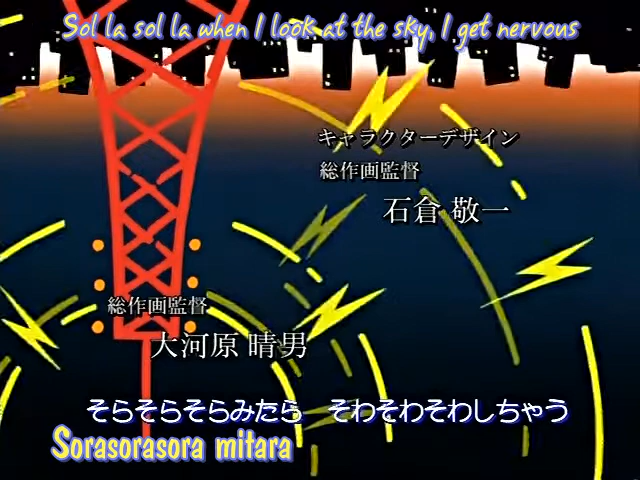 Sol la sol la when I look at the sky, I get nervous
キャラクターデザイン
総作画監督
石倉 敬一
総作画監督
大河原 晴男
そらそらそらみたら そわそわそわしちゃう
Sorasorasora mitara